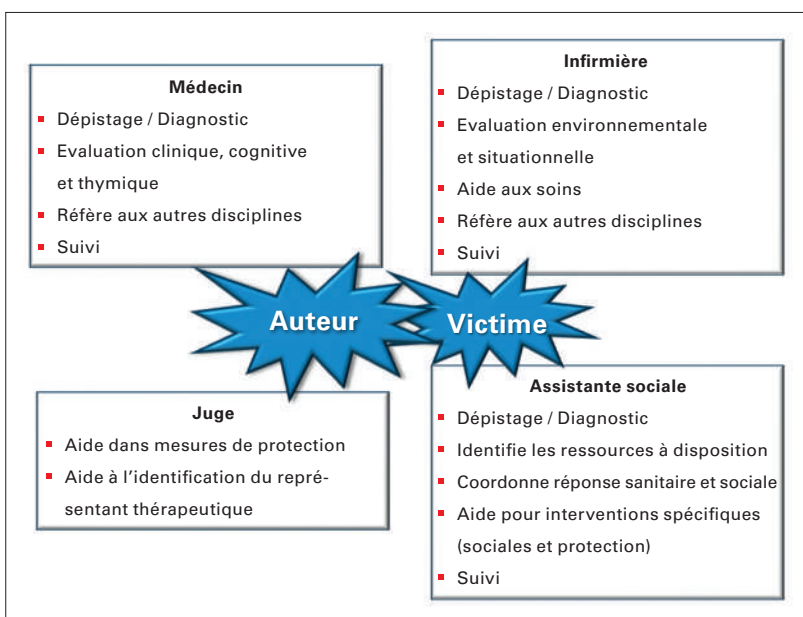 Médecin
Dépistage / Diagnostic
Evaluation clinique, cognitive
et thymique
Réfère aux autres disciplines
Suivi
Infirmière
Dépistage / Diagnostic
Evaluation environnementale
et situationnelle
Aide aux soins
Réfère aux autres disciplines
Suivi
Auteur
Victime
Juge
Aide dans mesures de protection
Aide à l’identification du repré-
sentant thérapeutique
Assistante sociale
Dépistage / Diagnostic
Identifie les ressources à disposition
Coordonne réponse sanitaire et sociale
Aide pour interventions spécifiques
(sociales et protection)
Suivi